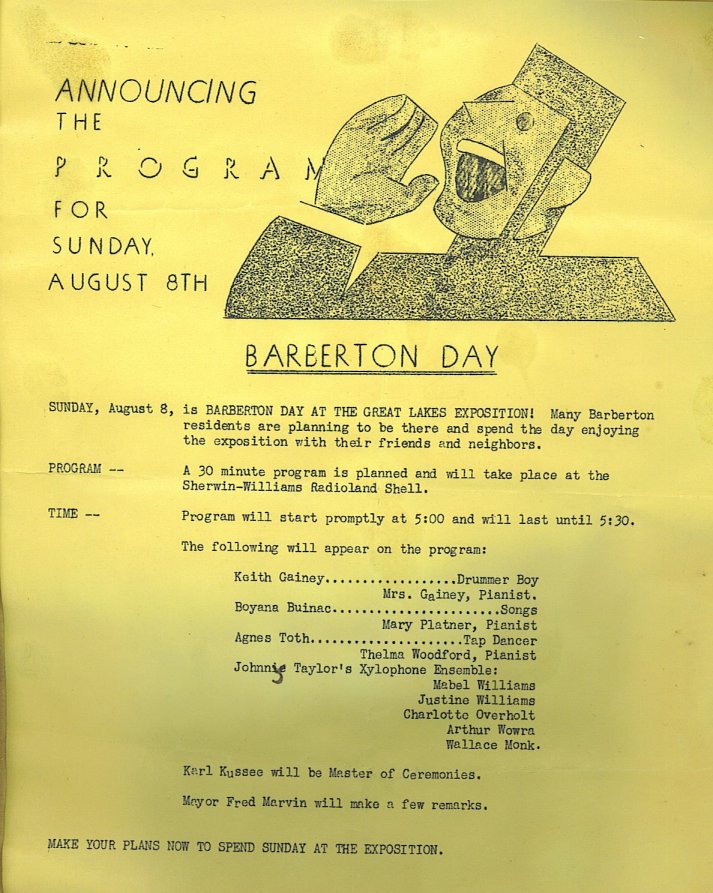 ANNOUNCING
THE
PROGRAM
FOR
SUNDAY,
AUGUST 8TH
BARBERTON DAY
SUNDAY, August 8, is BARBERTON DAY AT THE GREAT LAKES EXPOSITION! Many Barberton
residents are planning to be there and spend the day enjoying
the exposition with their friends and neighbors.
PROGRAM -- A 30 minute program is planned and will take place at the
Sherwin-Williams Radioland Shell.
TIME -- Program will start promptly at 5:00 and will last until 5:30.
The following will appear on the program:
Keith Gainey..................Drummer Boy
Mrs. Gainey, Pianist.
Boyana Buinac.......................Songs
Mary Platner, Pianist
Agnes Toth.....................Tap Dancer
Thelma Woodford, Pianist
Johnny Taylor's Xylophone Ensemble:
Mabel Williams
Justine Williams
Charlotte Overholt
Arthur Wowra
Wallace Monk.
Karl Kussee will be Master of Ceremonies.
Mayor Fred Marvin will make a few remarks.
MAKE YOUR PLANS NOW TO SPEND SUNDAY AT THE EXPOSITION.